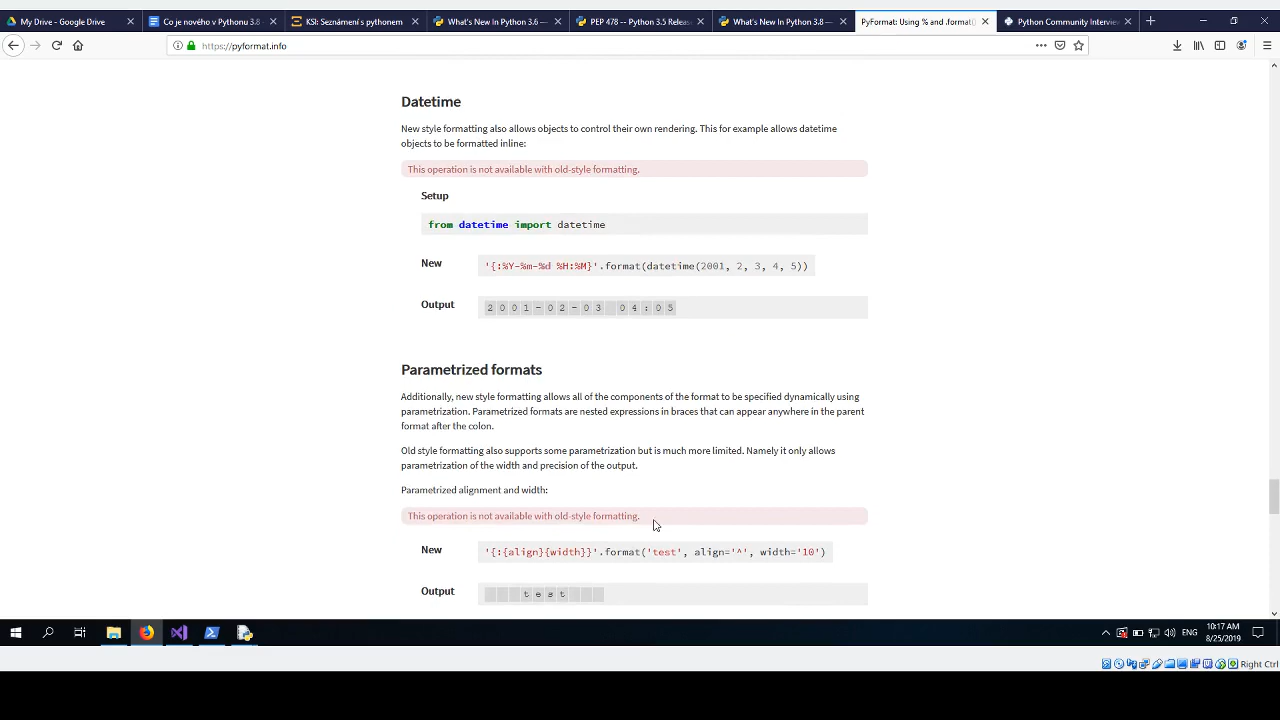 My Drive - Google Drive
Co je nového v Pythonu 3.8 -
KSI: Seznámení s pythonem
What's New In Python 3.6 —
PEP 478 -- Python 3.5 Releas
What's New In Python 3.8 —
PyFormat: Using % and .format()
Python Community Interview
https://pyformat.info
Datetime
New style formatting also allows objects to control their own rendering. This for example allows datetime
objects to be formatted inline:
This operation is not available with old-style formatting.
Setup
from datetime import datetime
New
'{:%Y-%m-%d %H:%M}'.format(datetime(2001, 2, 3, 4, 5))
Output
2001-02-03 04:05
Parametrized formats
Additionally, new style formatting allows all of the components of the format to be specified dynamically using
parametrization. Parametrized formats are nested expressions in braces that can appear anywhere in the parent
format after the colon.
Old style formatting also supports some parametrization but is much more limited. Namely it only allows
parametrization of the width and precision of the output.
Parametrized alignment and width:
This operation is not available with old-style formatting.
New
'{:{align}{width}}'.format('test', align='^', width='10')
Output
test
ENG
10:17 AM
8/25/2019
Right Ctrl